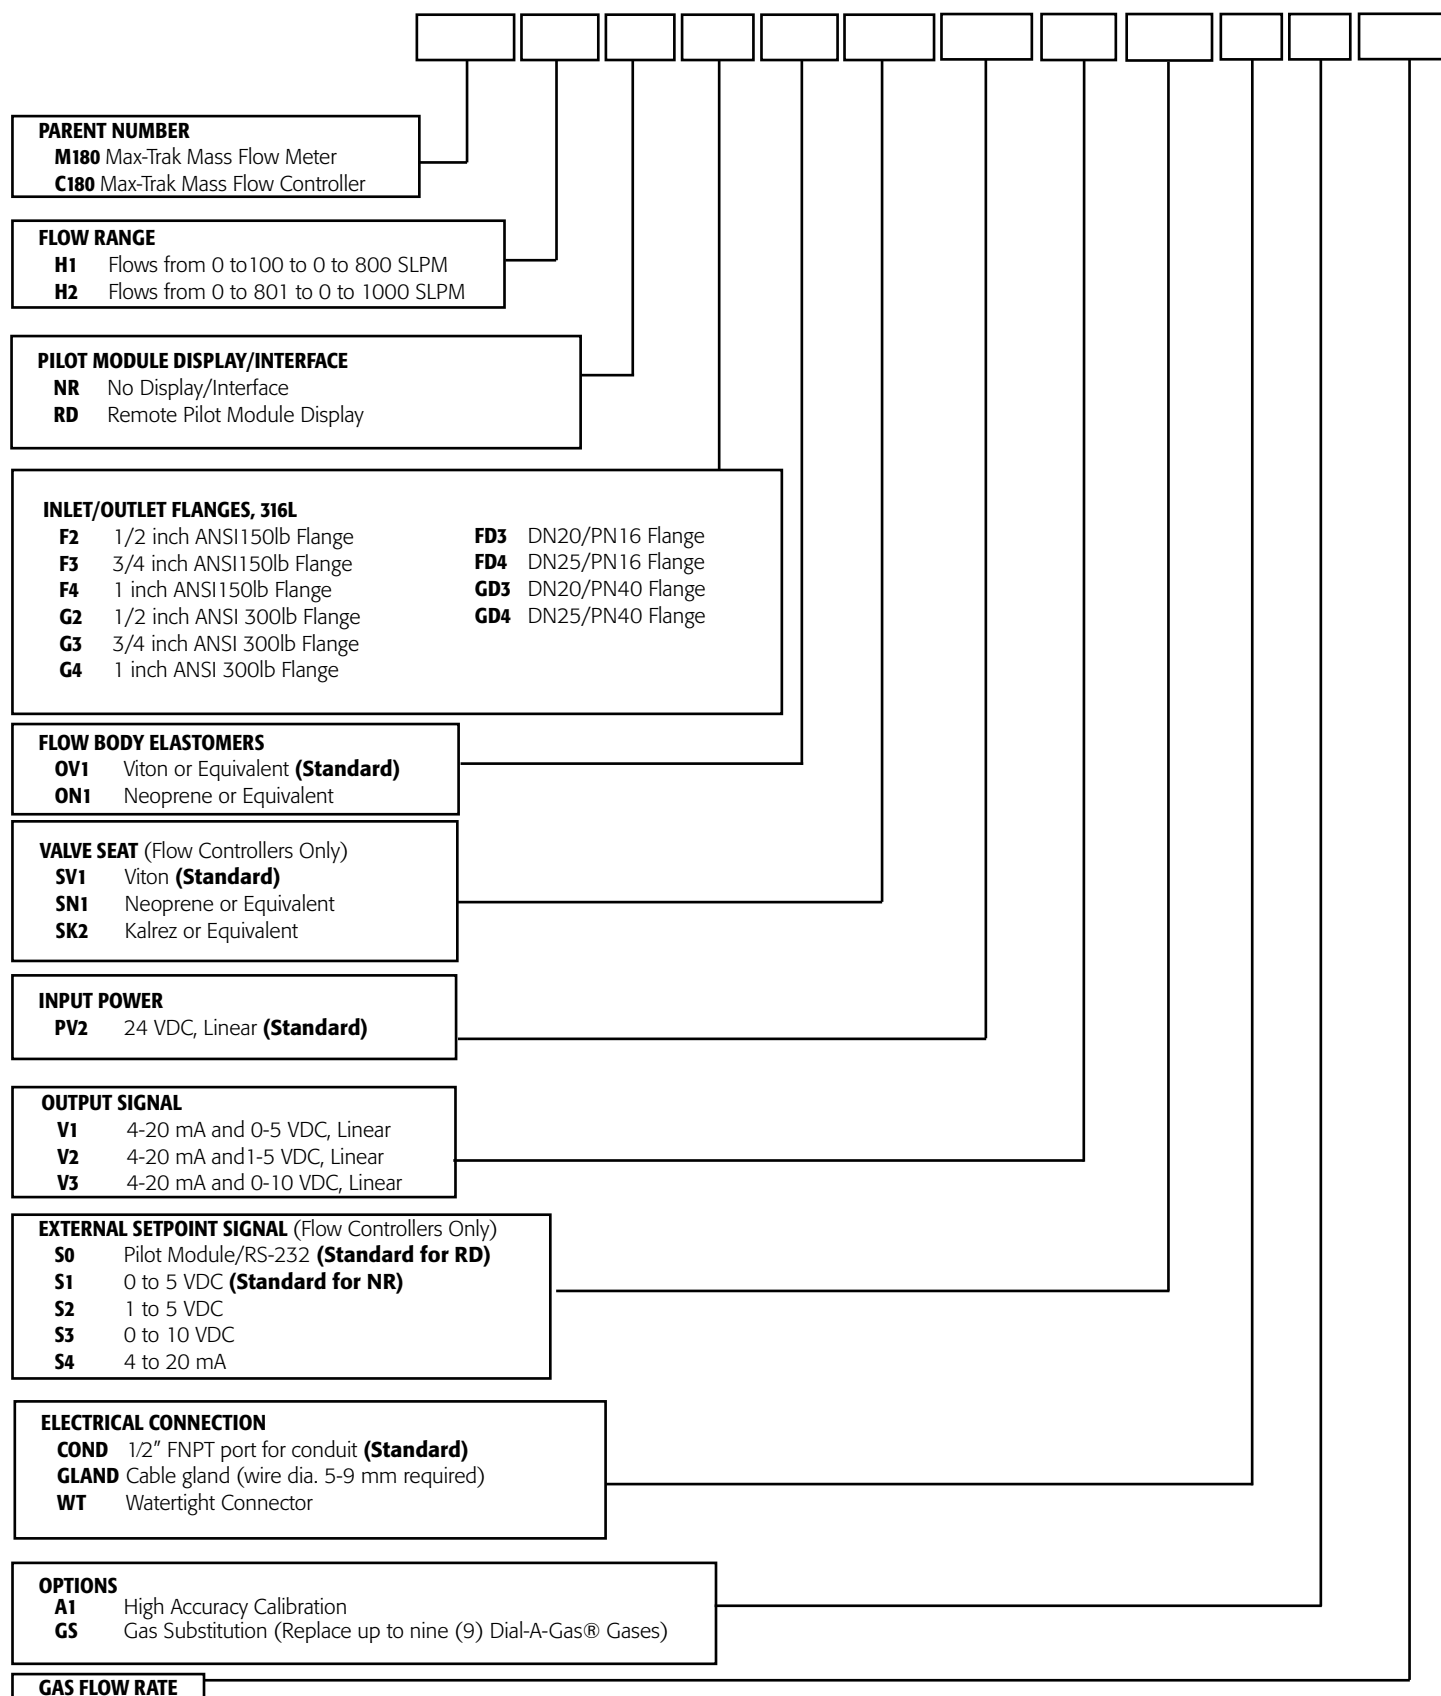 PARENT NUMBER
M180 Max-Trak Mass Flow Meter
C180 Max-Trak Mass Flow Controller
FLOW RANGE
H1 Flows from 0 to100 to 0 to 800 SLPM
H2 Flows from 0 to 801 to 0 to 1000 SLPM
PILOT MODULE DISPLAY/INTERFACE
NR No Display/Interface
RD Remote Pilot Module Display
INLET/OUTLET FLANGES, 316L
F2 1/2 inch ANSI150lb Flange
F3 3/4 inch ANSI150lb Flange
F4 1 inch ANSI150lb Flange
G2 1/2 inch ANSI 300lb Flange
G3 3/4 inch ANSI 300lb Flange
G4 1 inch ANSI 300lb Flange
FD3 DN20/PN16 Flange
FD4 DN25/PN16 Flange
GD3 DN20/PN40 Flange
GD4 DN25/PN40 Flange
FLOW BODY ELASTOMERS
OV1 Viton or Equivalent (Standard)
ON1 Neoprene or Equivalent
VALVE SEAT (Flow Controllers Only)
SV1 Viton (Standard)
SN1 Neoprene or Equivalent
SK2 Kalrez or Equivalent
INPUT POWER
PV2 24 VDC, Linear (Standard)
OUTPUT SIGNAL
V1 4-20 mA and 0-5 VDC, Linear
V2 4-20 mA and1-5 VDC, Linear
V3 4-20 mA and 0-10 VDC, Linear
EXTERNAL SETPOINT SIGNAL (Flow Controllers Only)
S0 Pilot Module/RS-232 (Standard for RD)
S1 0 to 5 VDC (Standard for NR)
S2 1 to 5 VDC
S3 0 to 10 VDC
S4 4 to 20 mA
ELECTRICAL CONNECTION
COND 1/2" FNPT port for conduit (Standard)
GLAND Cable gland (wire dia. 5-9 mm required)
WT Watertight Connector
OPTIONS
A1 High Accuracy Calibration
GS Gas Substitution (Replace up to nine (9) Dial-A-Gas® Gases)
GAS FLOW RATE